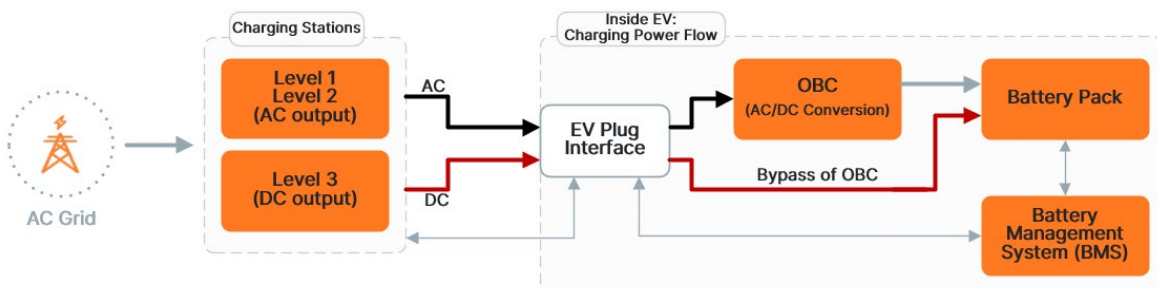 Charging Stations
Inside EV:
Charging Power Flow
Level 1
Level 2
(AC output)
AC
OBC
(AC/DC Conversion)
Battery Pack
EV Plug
Interface
Level 3
(DC output)
DC
Bypass of OBC
AC Grid
Battery
Management
System (BMS)